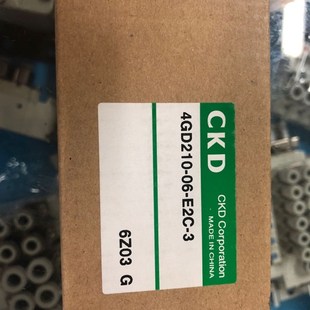 CKD
CKD Corporation
MADE IN CHINA
4GD210-06-E2C-3
6Z03 G